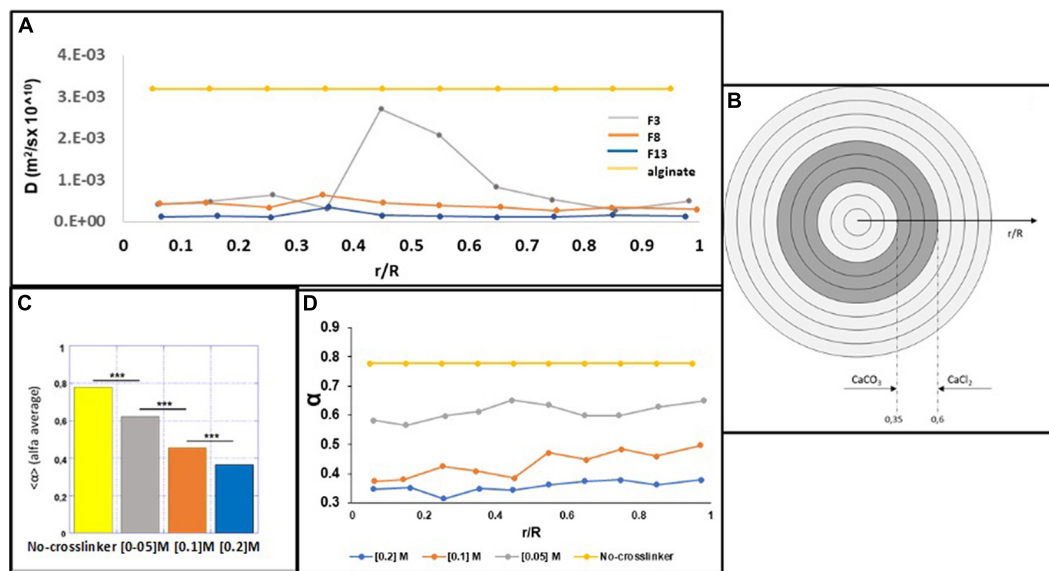 A
D (m²/sx 10^10)
4.E-03
3.E-03
2.E-03
1.E-03
0.E+00
0 0.1 0.2 0.3 0.4 0.5 0.6 0.7 0.8 0.9 1
r/R
F3
F8
F13
alginate
B
r/R
CaCO₃
CaCl₂
0,35
0,6
C
<α> (alfa average)
1
0,8
0,6
0,4
0,2
0
***
***
***
No-crosslinker [0-05]M [0.1]M [0.2]M
D
α
0.9
0.8
0.7
0.6
0.5
0.4
0.3
0 0.2 0.4 0.6 0.8 1
r/R
[0.2] M [0.1] M [0.05] M No-crosslinker